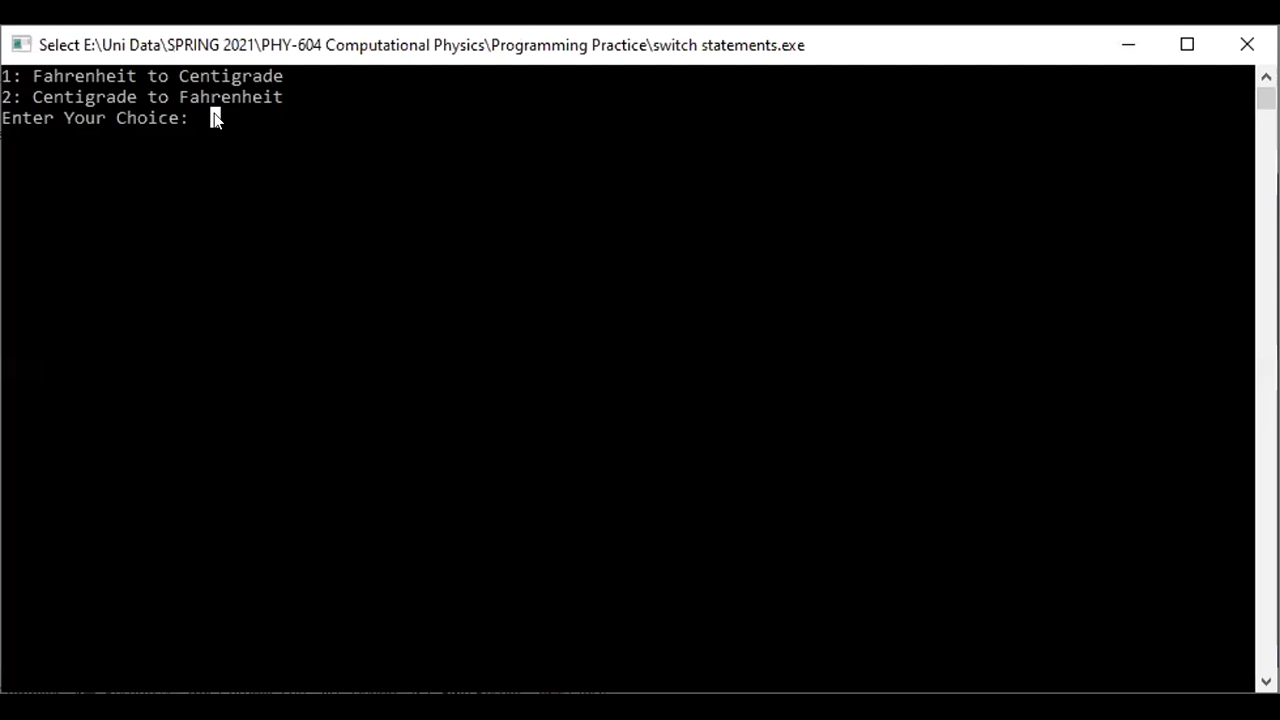 Select E:\Uni Data\SPRING 2021\PHY-604 Computational Physics\Programming Practice\switch statements.exe
1: Fahrenheit to Centigrade
2: Centigrade to Fahrenheit
Enter Your Choice: